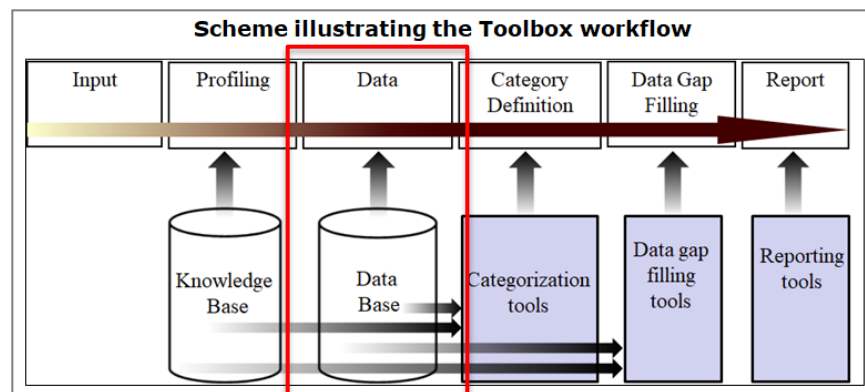 Scheme illustrating the Toolbox workflow
Input
Profiling
Data
Category
Definition
Data Gap
Filling
Report
Knowledge
Base
Data
Base
Categorization
tools
Data gap
filling
tools
Reporting
tools